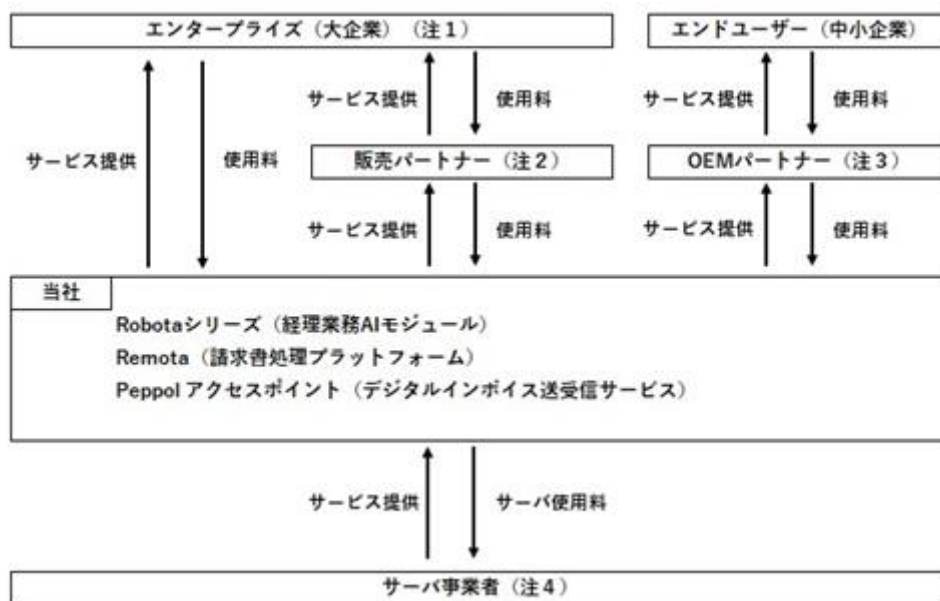 エンタープライズ（大企業）（注１）
エンドユーザー（中小企業）
サービス提供
使用料
サービス提供
使用料
サービス提供
使用料
販売パートナー（注２）
OEMパートナー（注３）
サービス提供
使用料
サービス提供
使用料
当社
Robotaシリーズ（経理業務AIモジュール）
Remota（請求書処理プラットフォーム）
Peppol アクセスポイント（デジタルインボイス送受信サービス）
サービス提供
サーバ使用料
サーバ事業者（注４）